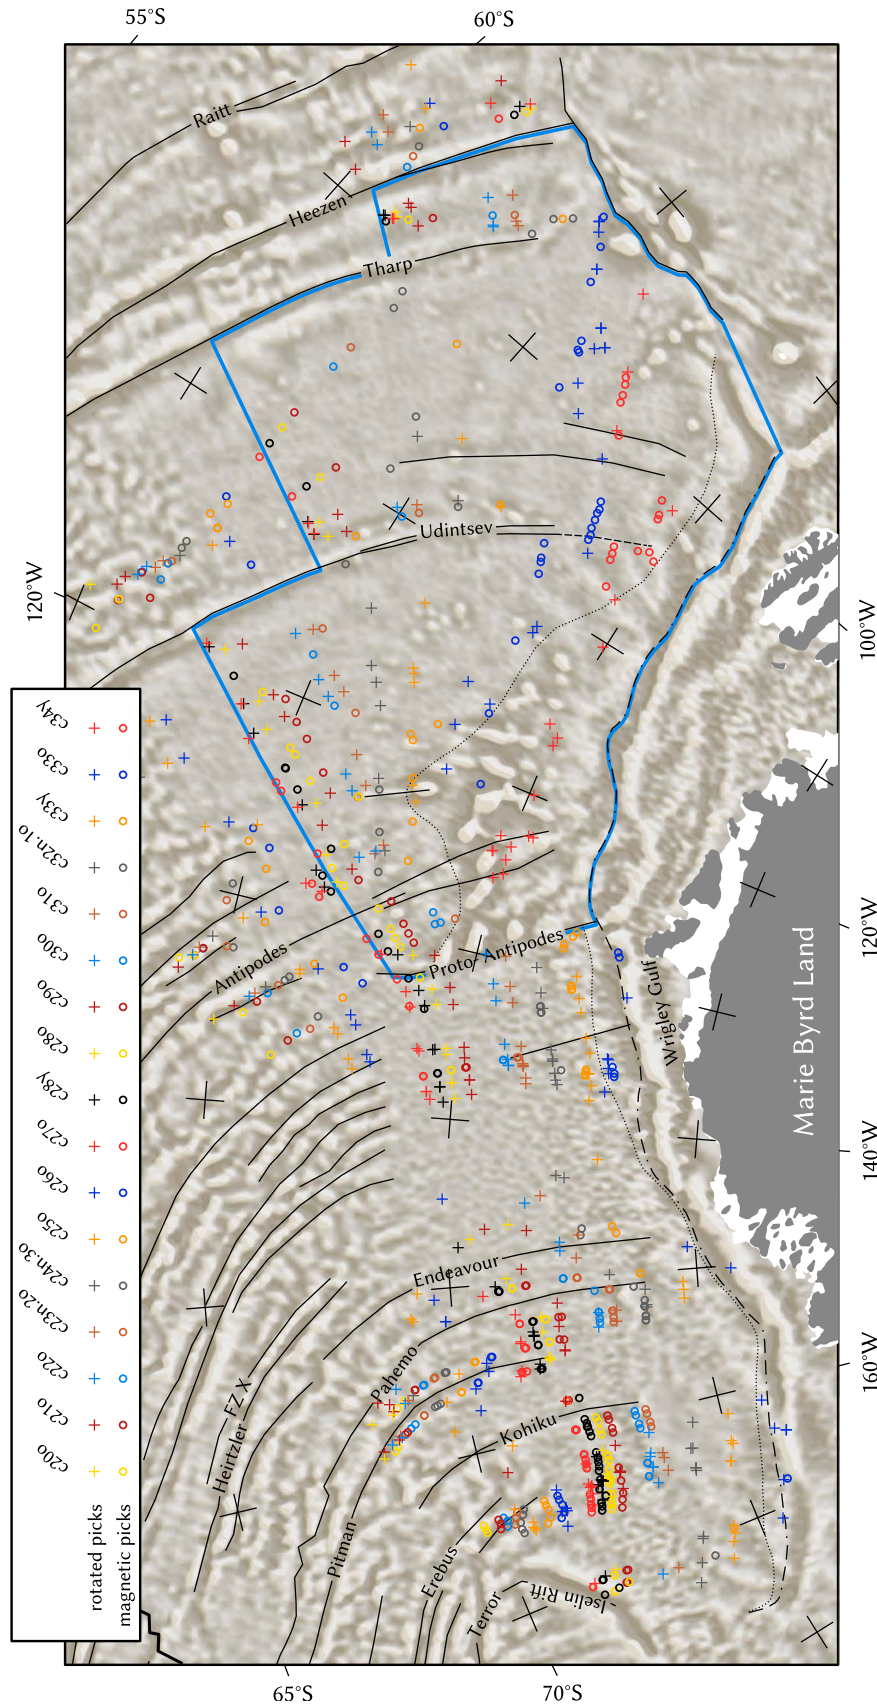 55°S
60°S
Raitt
Heezen
Tharp
Udintsev
120°W
100°W
c34y
c33o
c33y
c32n.1o
c31o
c30o
c29o
c28o
c28y
c27o
c26o
c25o
c24n.3o
c23n.2o
c22o
c21o
c20o
rotated picks
magnetic picks
Antipodes
Proto-Antipodes
120°W
Wrigley Gulf
Marie Byrd Land
140°W
Endeavour
160°W
Pahemo
FZ X
Heirtzler
Kohiku
Pitman
Erebus
Terror
Iselin Rift
65°S
70°S